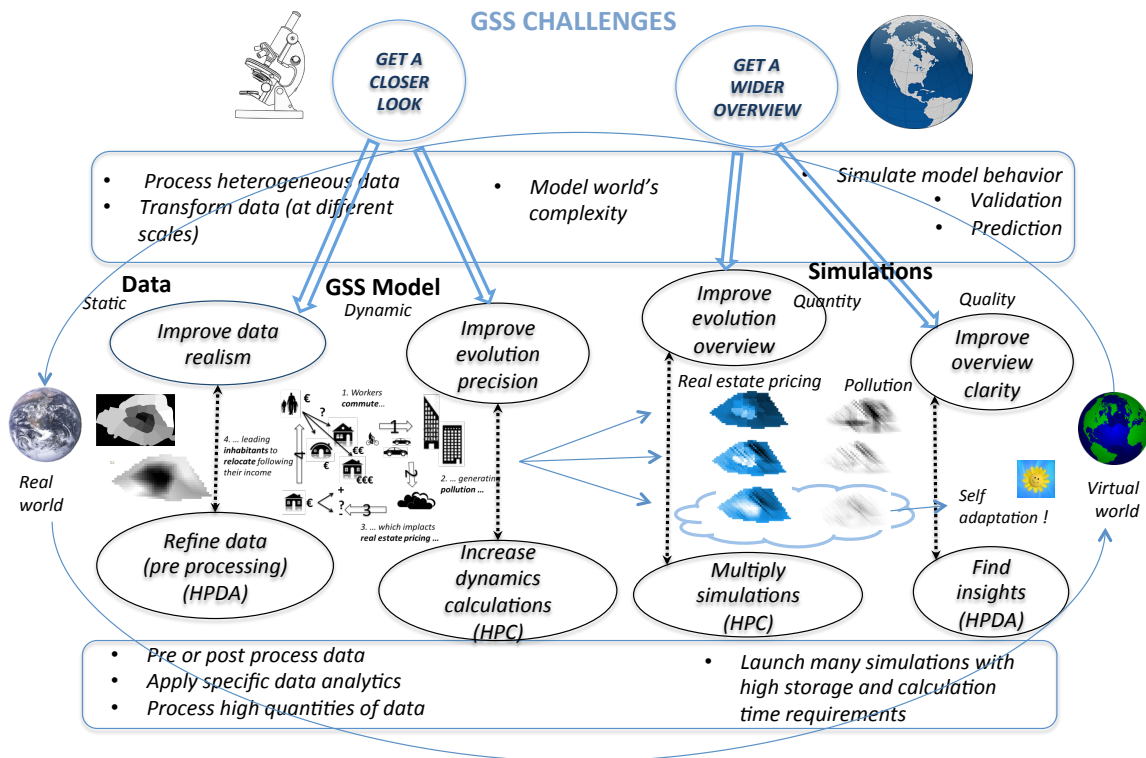 GSS CHALLENGES
GET A
CLOSER
LOOK
GET A
WIDER
OVERVIEW
• Process heterogeneous data
• Transform data (at different
scales)
• Model world's
complexity
• Simulate model behavior
• Validation
• Prediction
Data
Static
GSS Model
Dynamic
Simulations
Quantity
Quality
Improve data
realism
Improve
evolution
precision
Improve
evolution
overview
Improve
overview
clarity
Real estate pricing
Pollution
1. Workers
commute...
4. ... leading
inhabitants to
relocate following
their income
€
?
1
€
€€
€€€
4
2
2. ... generating
pollution ...
€
+
?
-
3
3. ... which implacts
real estate pricing ...
Real
world
Self
adaptation !
Virtual
world
Refine data
(pre processing)
(HPDA)
Increase
dynamics
calculations
(HPC)
Multiply
simulations
(HPC)
Find
insights
(HPDA)
• Pre or post process data
• Apply specific data analytics
• Process high quantities of data
• Launch many simulations with
high storage and calculation
time requirements